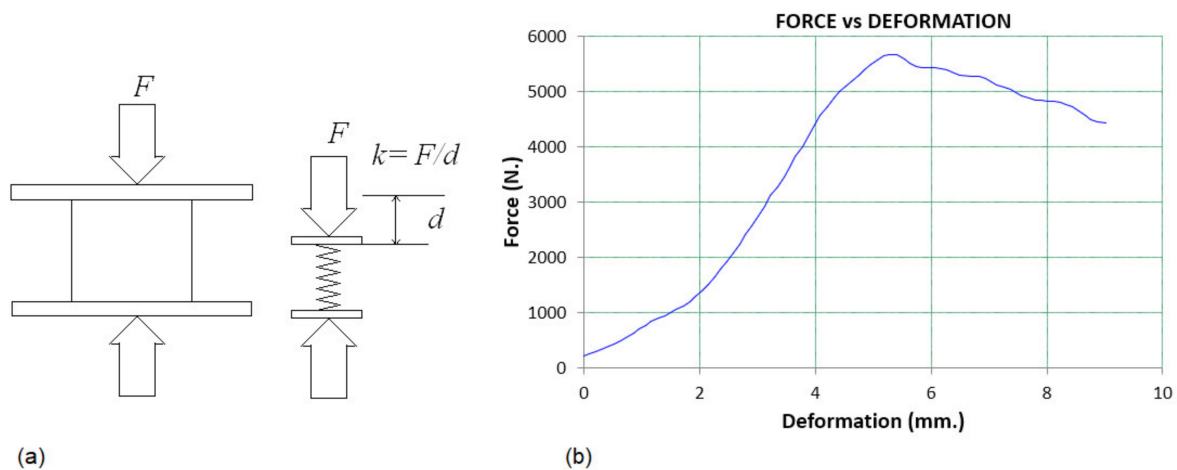 F
F
k= F/d
d
(a)
FORCE vs DEFORMATION
6000
5000
4000
3000
2000
1000
0
Force (N.)
0 2 4 6 8 10
Deformation (mm.)
(b)